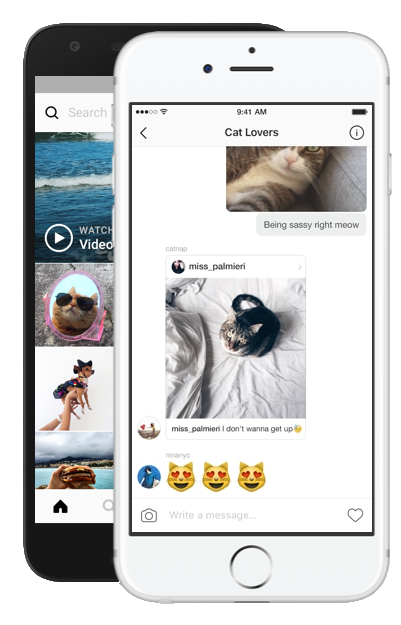 Search
WATCH
Video
9:41 AM
Cat Lovers
Being sassy right meow
catnap
miss_palmieri
miss_palmieri I don't wanna get up😴
ninanyc
😻 😻 😻
Write a message...